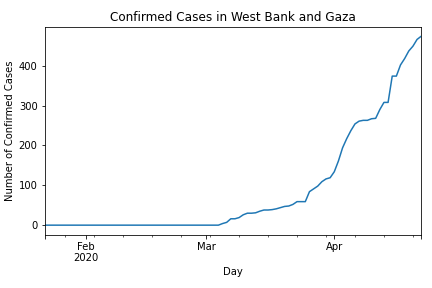 Confirmed Cases in West Bank and Gaza
Number of Confirmed Cases
400
300
200
100
0
Feb
2020
Mar
Apr
Day